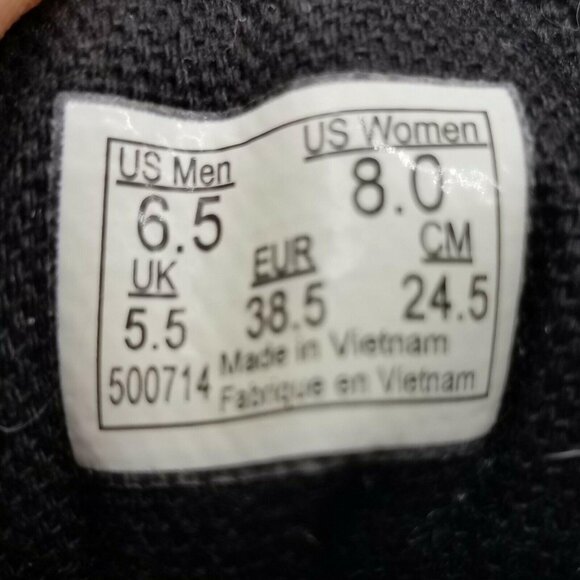 US Men US Women
6.5 8.0
UK EUR CM
5.5 38.5 24.5
500714 Made in Vietnam
Fabrique en Vietnam